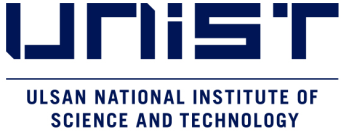 UNIST
ULSAN NATIONAL INSTITUTE OF
SCIENCE AND TECHNOLOGY